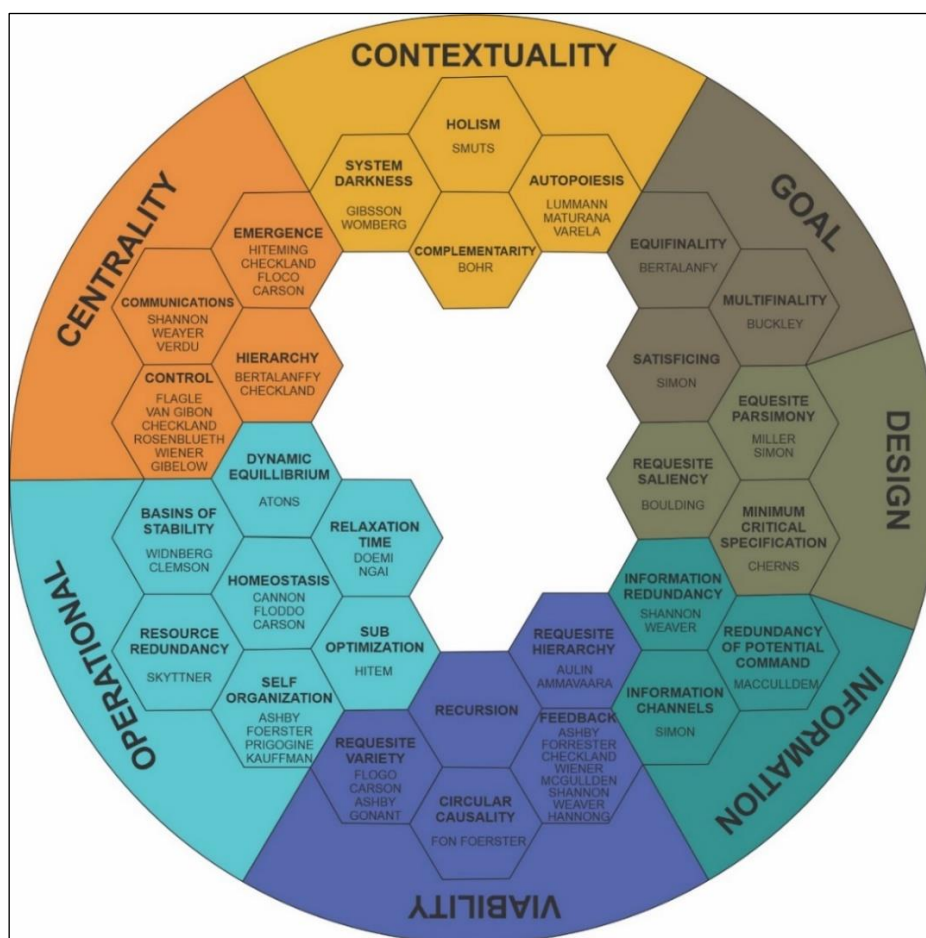 CONTEXTUALITY
HOLISM
SMUTS
SYSTEM
DARKNESS
GIBSSON
WOMBERG
AUTOPOIESIS
LUMMANN
MATURANA
VARELA
COMPLEMENTARITY
BOHR
GOAL
EQUIFINALITY
BERTALANFY
MULTIFINALITY
BUCKLEY
SATISFICING
SIMON
DESIGN
EQUESITE
PARSIMONY
MILLER
SIMON
REQUESITE
SALIENCY
BOULDING
MINIMUM
CRITICAL
SPECIFICATION
CHERNS
INFORMATION
INFORMATION
REDUNDANCY
SHANNON
WEAVER
REDUNDANCY
OF POTENTIAL
COMMAND
MACCULLDEM
INFORMATION
CHANNELS
SIMON
VIABILITY
REQUESITE
HIERARCHY
AULIN
AMMAVAARA
FEEDBACK
ASHBY
FORRESTER
CHECKLAND
WIENER
MCGULLDEN
SHANNON
WEAVER
HANNONG
RECURSION
CIRCULAR
CAUSALITY
FON FOERSTER
REQUESITE
VARIETY
FLOGO
CARSON
ASHBY
GONANT
OPERATIONAL
DYNAMIC
EQUILLIBRIUM
ATONS
BASINS OF
STABILITY
WIDNBERG
CLEMSON
RELAXATION
TIME
DOEMI
NGAI
HOMEOSTASIS
CANNON
FLODDO
CARSON
RESOURCE
REDUNDANCY
SKYTTNER
SUB
OPTIMIZATION
HITEM
SELF
ORGANIZATION
ASHBY
FOERSTER
PRIGOGINE
KAUFFMAN
CENTRALITY
EMERGENCE
HITEMING
CHECKLAND
FLOCO
CARSON
COMMUNICATIONS
SHANNON
WEAYER
VERDU
HIERARCHY
BERTALANFFY
CHECKLAND
CONTROL
FLAGLE
VAN GIBON
CHECKLAND
ROSENBLUETH
WIENER
GIBELOW